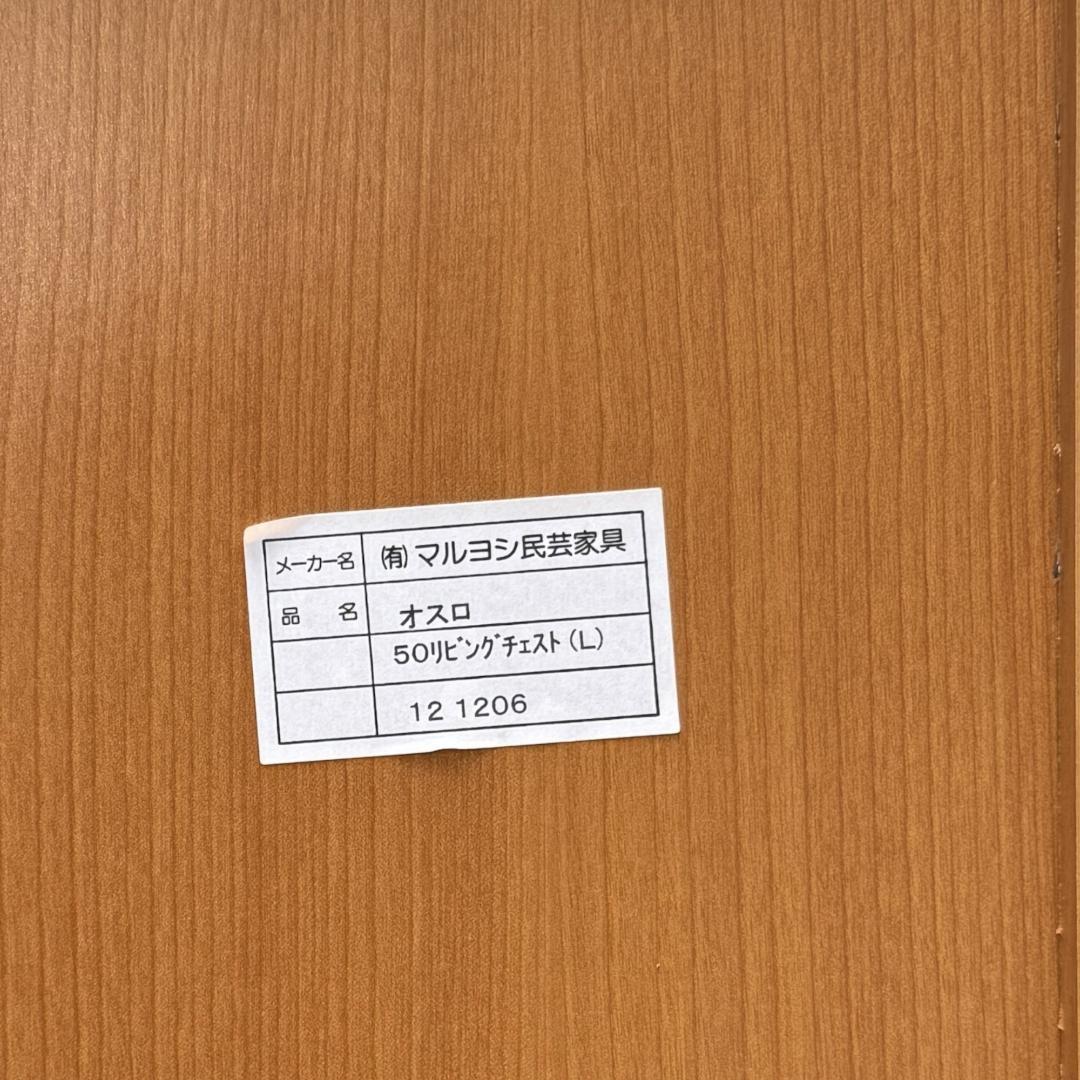 メーカー名 ㈲マルヨシ民芸家具
品 名 オスロ
50ﾘﾋﾞﾝｸﾞﾁｪｽﾄ（L）
12 1206